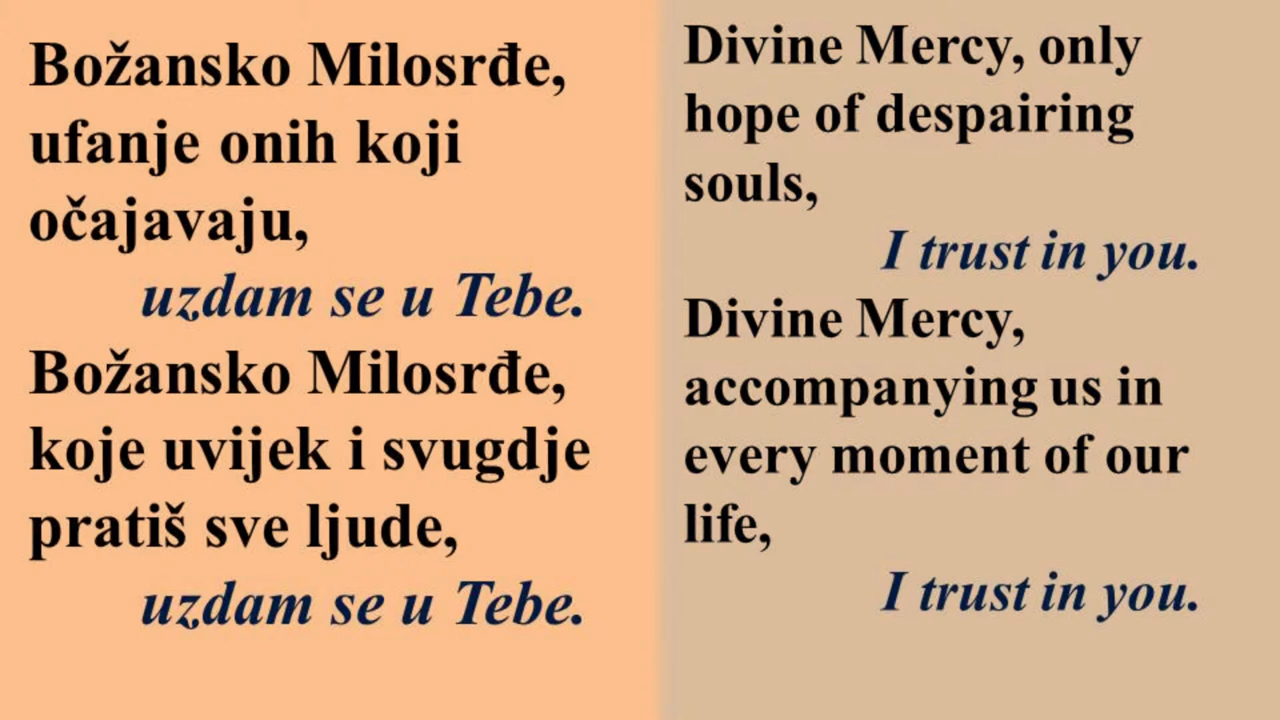 Božansko Milosrđe,
ufanje onih koji
očajavaju,
uzdam se u Tebe.
Božansko Milosrđe,
koje uvijek i svugdje
pratiš sve ljude,
uzdam se u Tebe.
Divine Mercy, only
hope of despairing
souls,
I trust in you.
Divine Mercy,
accompanying us in
every moment of our
life,
I trust in you.